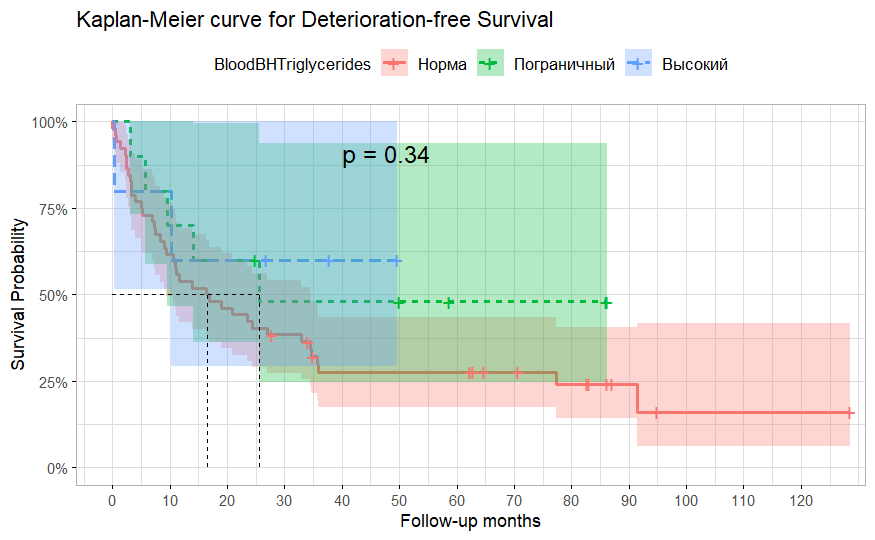 Kaplan-Meier curve for Deterioration-free Survival
BloodBHTriglycerides Норма Пограничный Высокий
100%
p = 0.34
75%
50%
25%
0%
Survival Probability
0 10 20 30 40 50 60 70 80 90 100 110 120
Follow-up months